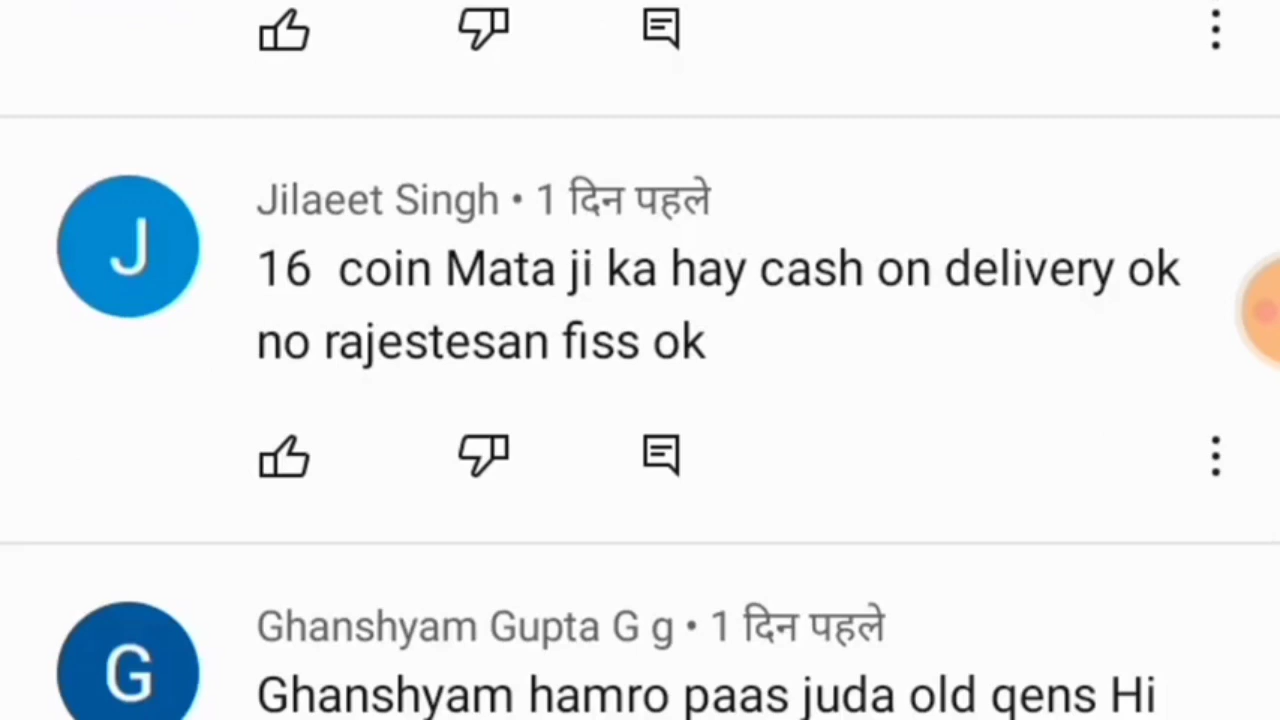 J
Jilaeet Singh • 1 दिन पहले
16 coin Mata ji ka hay cash on delivery ok
no rajestesan fiss ok
G
Ghanshyam Gupta G g • 1 दिन पहले
Ghanshyam hamro paas juda old qens Hi